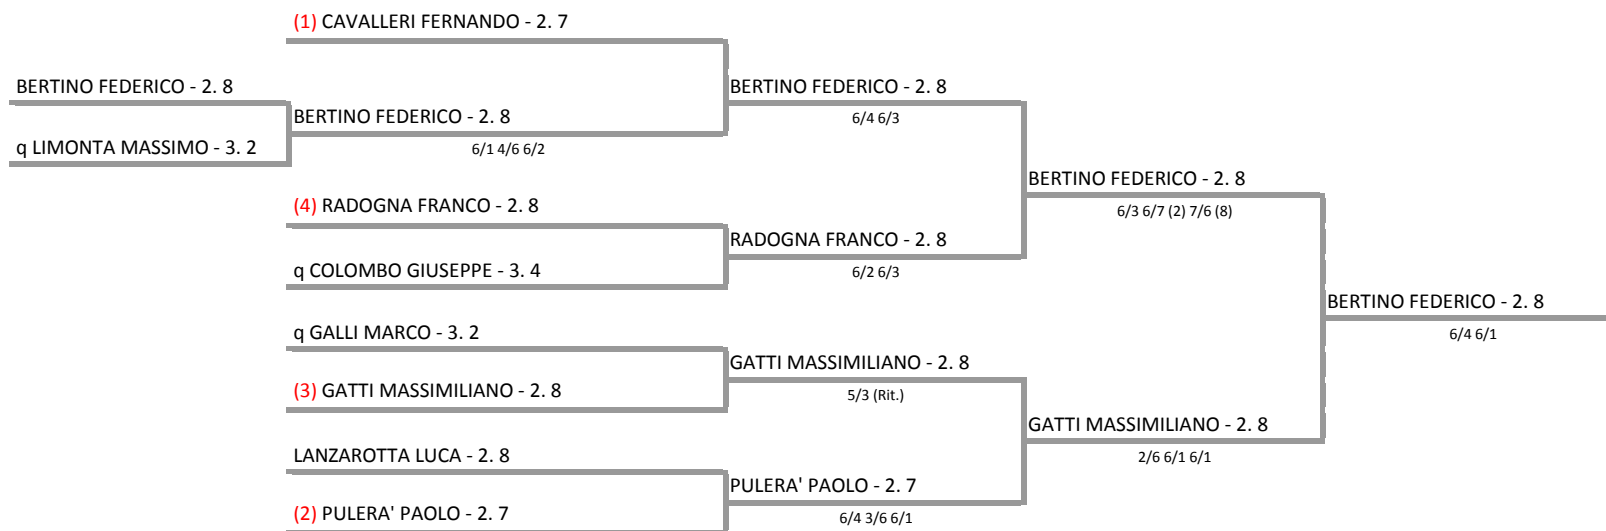 (1) CAVALLERI FERNANDO - 2. 7
BERTINO FEDERICO - 2. 8
q LIMONTA MASSIMO - 3. 2
BERTINO FEDERICO - 2. 8
6/1 4/6 6/2
BERTINO FEDERICO - 2. 8
6/4 6/3
(4) RADOGNA FRANCO - 2. 8
q COLOMBO GIUSEPPE - 3. 4
RADOGNA FRANCO - 2. 8
6/2 6/3
BERTINO FEDERICO - 2. 8
6/3 6/7 (2) 7/6 (8)
q GALLI MARCO - 3. 2
(3) GATTI MASSIMILIANO - 2. 8
GATTI MASSIMILIANO - 2. 8
5/3 (Rit.)
LANZAROTTA LUCA - 2. 8
(2) PULERA' PAOLO - 2. 7
PULERA' PAOLO - 2. 7
6/4 3/6 6/1
GATTI MASSIMILIANO - 2. 8
2/6 6/1 6/1
BERTINO FEDERICO - 2. 8
6/4 6/1